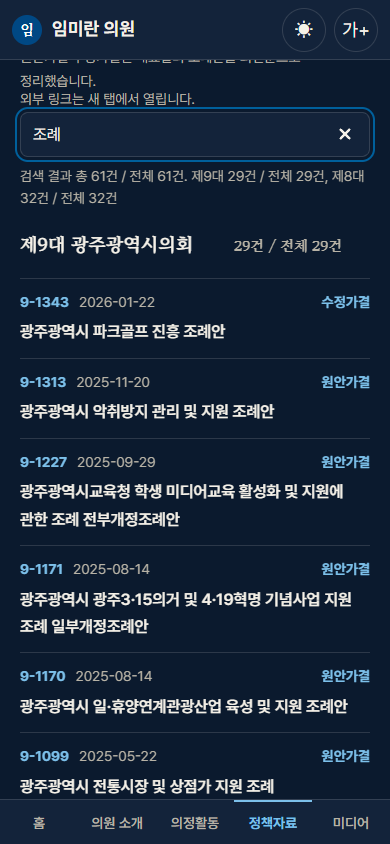 임 임미란 의원
가+
정리했습니다.
외부 링크는 새 탭에서 열립니다.
조례
검색 결과 총 61건 / 전체 61건. 제9대 29건 / 전체 29건, 제8대
32건 / 전체 32건
제9대 광주광역시의회 29건 / 전체 29건
9-1343 2026-01-22 수정가결
광주광역시 파크골프 진흥 조례안
9-1313 2025-11-20 원안가결
광주광역시 악취방지 관리 및 지원 조례안
9-1227 2025-09-29 원안가결
광주광역시교육청 학생 미디어교육 활성화 및 지원에
관한 조례 전부개정조례안
9-1171 2025-08-14 원안가결
광주광역시 광주3·15의거 및 4·19혁명 기념사업 지원
조례 일부개정조례안
9-1170 2025-08-14 원안가결
광주광역시 일·휴양연계관광산업 육성 및 지원 조례안
9-1099 2025-05-22 원안가결
광주광역시 전통시장 및 상점가 지원 조례
홈 의원 소개 의정활동 정책자료 미디어